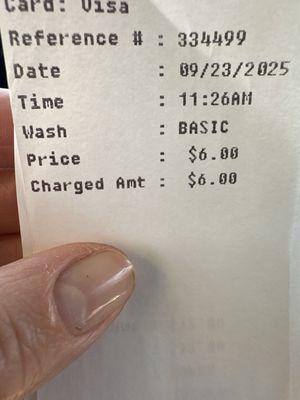 Card: Visa
Reference # : 334499
Date : 09/23/2025
Time : 11:26AM
Wash : BASIC
Price : $6.00
Charged Amt : $6.00